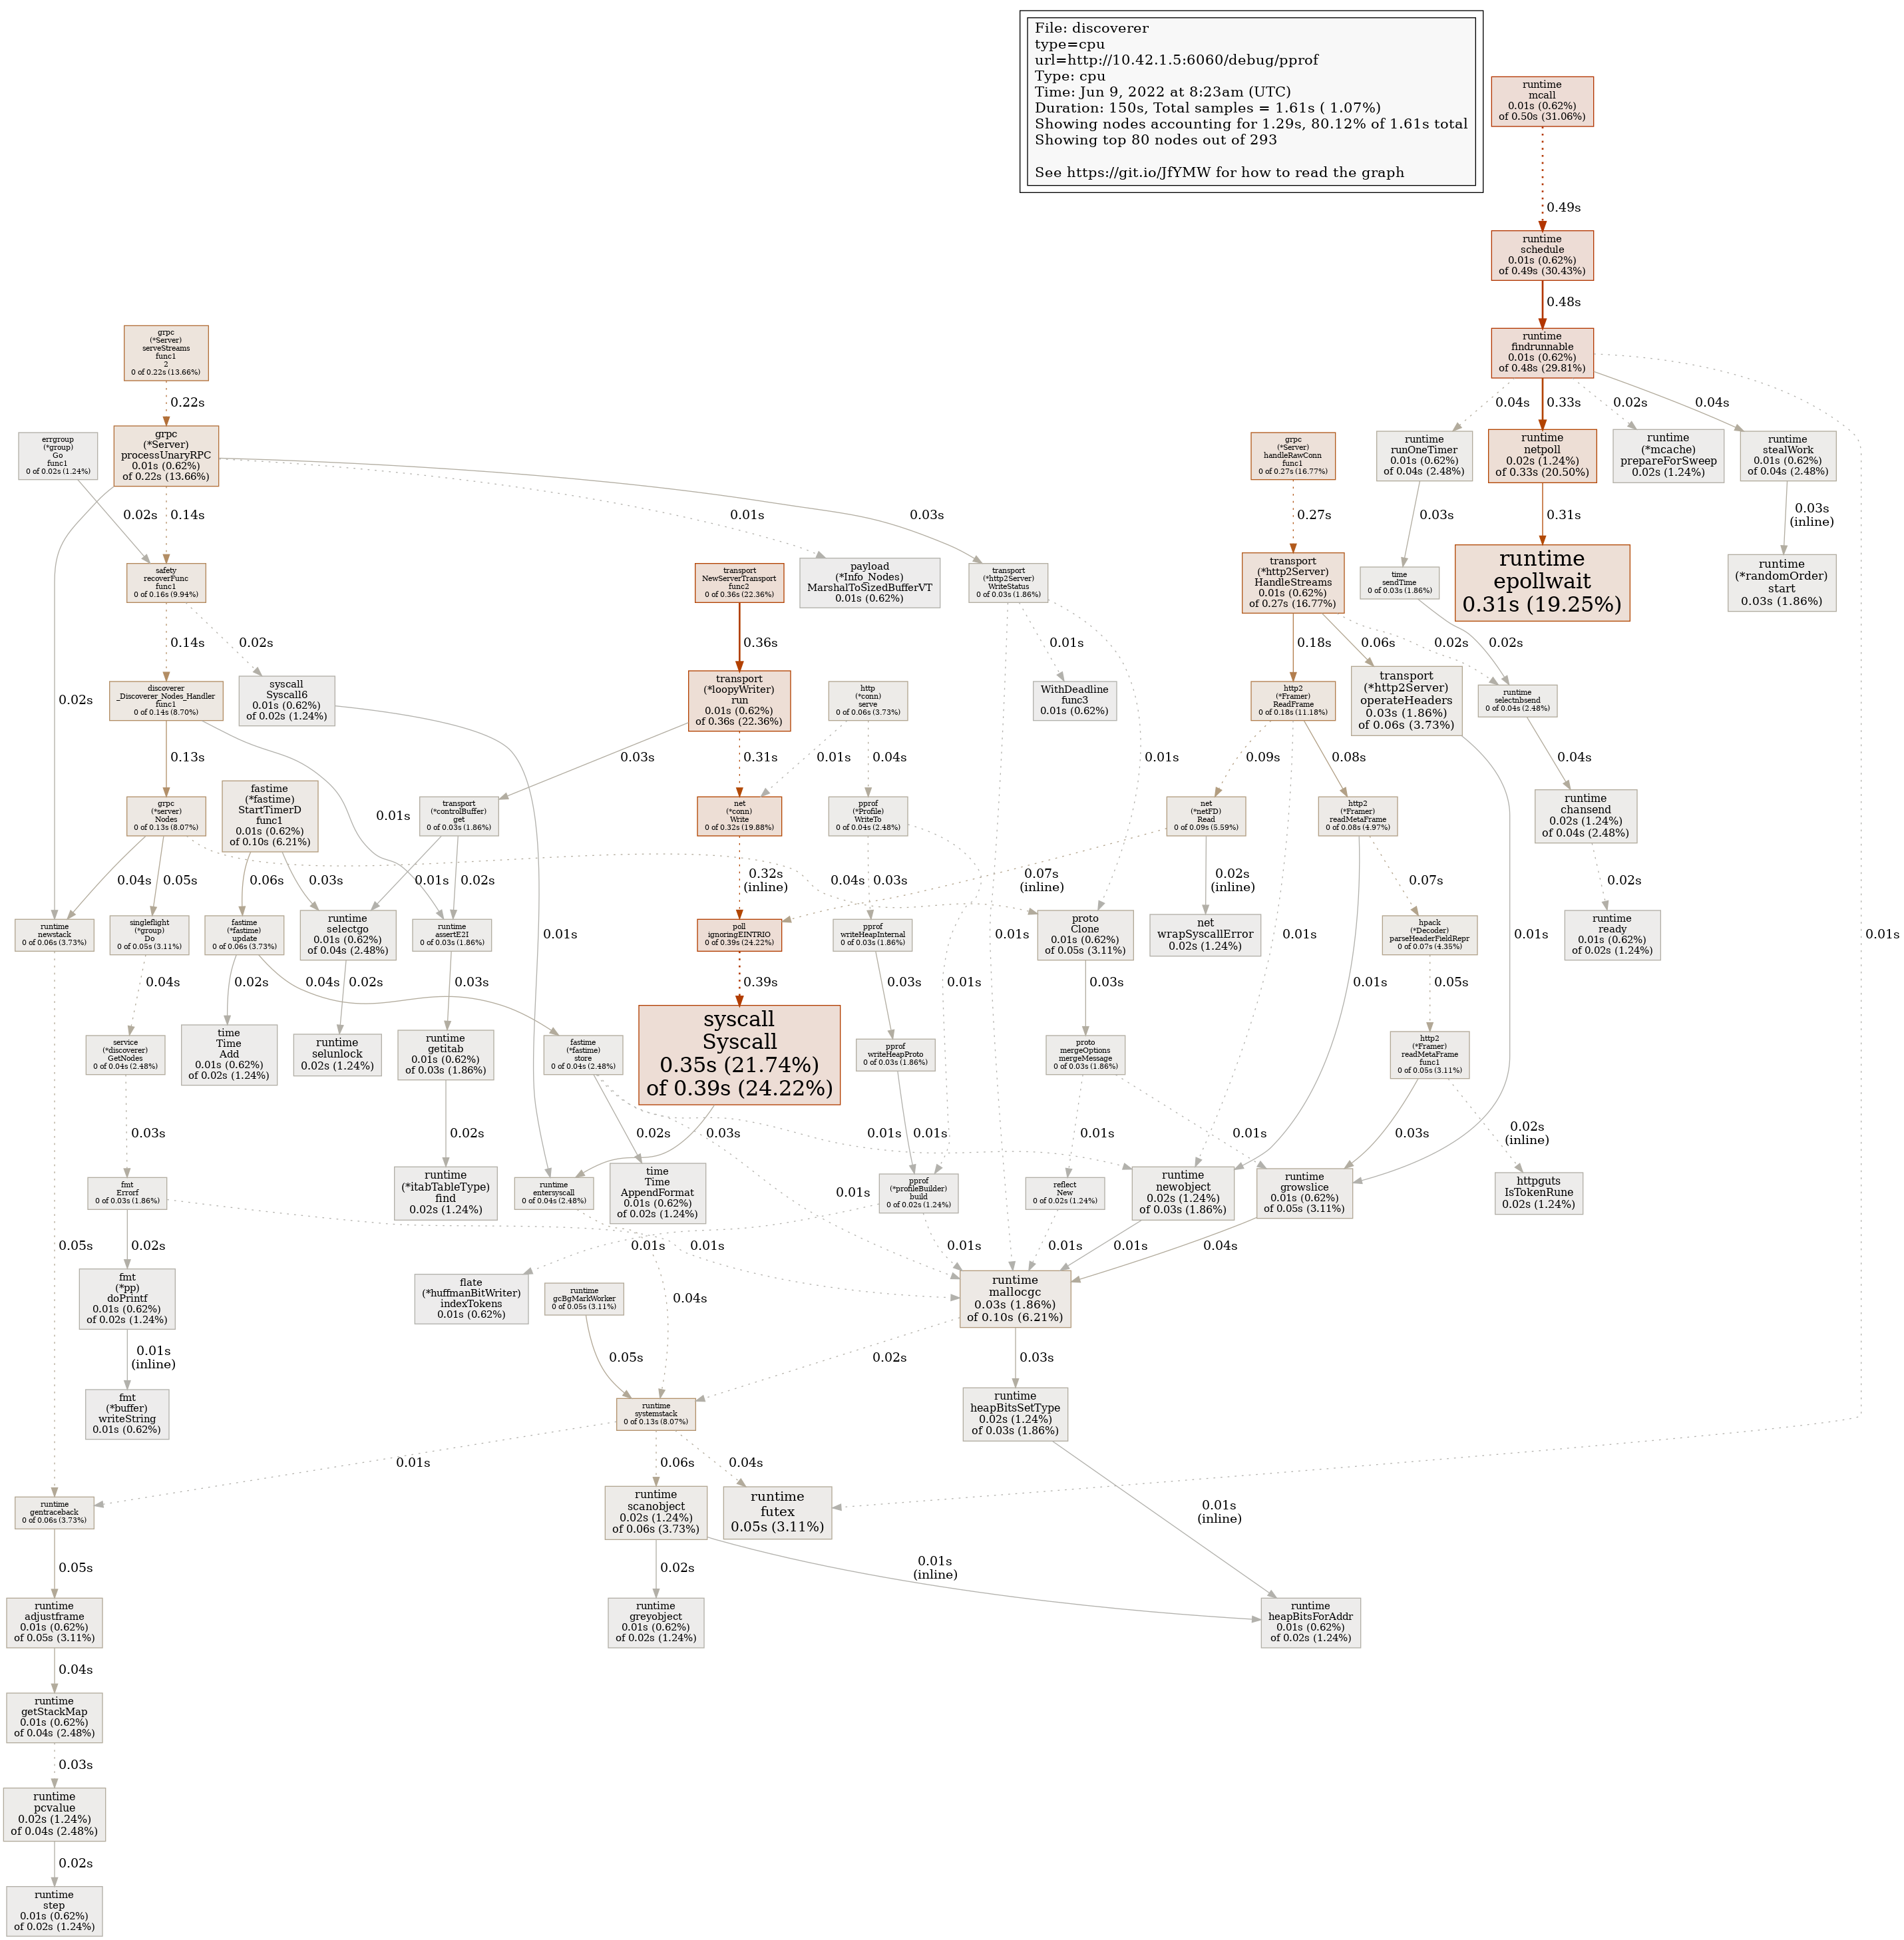 File: discoverer
type=cpu
url=http://10.42.1.5:6060/debug/pprof
Type: cpu
Time: Jun 9, 2022 at 8:23am (UTC)
Duration: 150s, Total samples = 1.61s ( 1.07%)
Showing nodes accounting for 1.29s, 80.12% of 1.61s total
Showing top 80 nodes out of 293
See https://git.io/JfYMW for how to read the graph
runtime
mcall
0.01s (0.62%)
of 0.50s (31.06%)
0.49s
runtime
schedule
0.01s (0.62%)
of 0.49s (30.43%)
0.48s
grpc
(*Server)
serveStreams
func1
2
0 of 0.22s (13.66%)
runtime
findrunnable
0.01s (0.62%)
of 0.48s (29.81%)
0.22s
0.04s
0.33s
0.02s
0.04s
errgroup
(*group)
Go
func1
0 of 0.02s (1.24%)
grpc
(*Server)
processUnaryRPC
0.01s (0.62%)
of 0.22s (13.66%)
grpc
(*Server)
handleRawConn
func1
0 of 0.27s (16.77%)
runtime
runOneTimer
0.01s (0.62%)
of 0.04s (2.48%)
runtime
netpoll
0.02s (1.24%)
of 0.33s (20.50%)
runtime
(*mcache)
prepareForSweep
0.02s (1.24%)
runtime
stealWork
0.01s (0.62%)
of 0.04s (2.48%)
0.02s
0.14s
0.01s
0.03s
0.27s
0.03s
0.31s
0.03s
(inline)
safety
recoverFunc
func1
0 of 0.16s (9.94%)
transport
NewServerTransport
func2
0 of 0.36s (22.36%)
payload
(*Info_Nodes)
MarshalToSizedBufferVT
0.01s (0.62%)
transport
(*http2Server)
WriteStatus
0 of 0.03s (1.86%)
transport
(*http2Server)
HandleStreams
0.01s (0.62%)
of 0.27s (16.77%)
time
sendTime
0 of 0.03s (1.86%)
runtime
epollwait
0.31s (19.25%)
runtime
(*randomOrder)
start
0.03s (1.86%)
0.14s
0.02s
0.36s
0.01s
0.18s
0.06s
0.02s
0.02s
0.01s
0.02s
discoverer
_Discoverer_Nodes_Handler
func1
0 of 0.14s (8.70%)
syscall
Syscall6
0.01s (0.62%)
of 0.02s (1.24%)
transport
(*loopyWriter)
run
0.01s (0.62%)
of 0.36s (22.36%)
http
(*conn)
serve
0 of 0.06s (3.73%)
WithDeadline
func3
0.01s (0.62%)
http2
(*Framer)
ReadFrame
0 of 0.18s (11.18%)
transport
(*http2Server)
operateHeaders
0.03s (1.86%)
of 0.06s (3.73%)
runtime
selectnbsend
0 of 0.04s (2.48%)
0.13s
0.03s
0.31s
0.01s
0.04s
0.01s
0.09s
0.08s
0.04s
grpc
(*server)
Nodes
0 of 0.13s (8.07%)
fastime
(*fastime)
StartTimerD
func1
0.01s (0.62%)
of 0.10s (6.21%)
0.01s
transport
(*controlBuffer)
get
0 of 0.03s (1.86%)
net
(*conn)
Write
0 of 0.32s (19.88%)
pprof
(*Profile)
WriteTo
0 of 0.04s (2.48%)
net
(*netFD)
Read
0 of 0.09s (5.59%)
http2
(*Framer)
readMetaFrame
0 of 0.08s (4.97%)
runtime
chansend
0.02s (1.24%)
of 0.04s (2.48%)
0.04s
0.05s
0.06s
0.03s
0.01s
0.02s
0.32s
(inline)
0.04s
0.03s
0.07s
(inline)
0.02s
(inline)
0.01s
0.07s
0.02s
runtime
newstack
0 of 0.06s (3.73%)
singleflight
(*group)
Do
0 of 0.05s (3.11%)
fastime
(*fastime)
update
0 of 0.06s (3.73%)
runtime
selectgo
0.01s (0.62%)
of 0.04s (2.48%)
runtime
assertE2I
0 of 0.03s (1.86%)
0.01s
poll
ignoringEINTRIO
0 of 0.39s (24.22%)
pprof
writeHeapInternal
0 of 0.03s (1.86%)
0.01s
proto
Clone
0.01s (0.62%)
of 0.05s (3.11%)
net
wrapSyscallError
0.02s (1.24%)
hpack
(*Decoder)
parseHeaderFieldRepr
0 of 0.07s (4.35%)
0.01s
runtime
ready
0.01s (0.62%)
of 0.02s (1.24%)
0.01s
0.04s
0.02s
0.04s
0.02s
0.03s
0.39s
0.03s
0.01s
0.03s
0.01s
0.05s
service
(*discoverer)
GetNodes
0 of 0.04s (2.48%)
time
Time
Add
0.01s (0.62%)
of 0.02s (1.24%)
runtime
selunlock
0.02s (1.24%)
runtime
getitab
0.01s (0.62%)
of 0.03s (1.86%)
fastime
(*fastime)
store
0 of 0.04s (2.48%)
syscall
Syscall
0.35s (21.74%)
of 0.39s (24.22%)
pprof
writeHeapProto
0 of 0.03s (1.86%)
proto
mergeOptions
mergeMessage
0 of 0.03s (1.86%)
http2
(*Framer)
readMetaFrame
func1
0 of 0.05s (3.11%)
0.03s
0.02s
0.02s
0.03s
0.01s
0.01s
0.01s
0.01s
0.03s
0.02s
(inline)
fmt
Errorf
0 of 0.03s (1.86%)
runtime
(*itabTableType)
find
0.02s (1.24%)
runtime
entersyscall
0 of 0.04s (2.48%)
time
Time
AppendFormat
0.01s (0.62%)
of 0.02s (1.24%)
0.01s
pprof
(*profileBuilder)
build
0 of 0.02s (1.24%)
reflect
New
0 of 0.02s (1.24%)
runtime
newobject
0.02s (1.24%)
of 0.03s (1.86%)
runtime
growslice
0.01s (0.62%)
of 0.05s (3.11%)
httpguts
IsTokenRune
0.02s (1.24%)
0.05s
0.02s
0.01s
0.01s
0.01s
0.01s
0.01s
0.04s
fmt
(*pp)
doPrintf
0.01s (0.62%)
of 0.02s (1.24%)
flate
(*huffmanBitWriter)
indexTokens
0.01s (0.62%)
runtime
gcBgMarkWorker
0 of 0.05s (3.11%)
0.04s
runtime
mallocgc
0.03s (1.86%)
of 0.10s (6.21%)
0.01s
(inline)
0.05s
0.02s
0.03s
fmt
(*buffer)
writeString
0.01s (0.62%)
runtime
systemstack
0 of 0.13s (8.07%)
runtime
heapBitsSetType
0.02s (1.24%)
of 0.03s (1.86%)
0.01s
0.06s
0.04s
runtime
gentraceback
0 of 0.06s (3.73%)
runtime
scanobject
0.02s (1.24%)
of 0.06s (3.73%)
runtime
futex
0.05s (3.11%)
0.01s
(inline)
0.05s
0.02s
0.01s
(inline)
runtime
adjustframe
0.01s (0.62%)
of 0.05s (3.11%)
runtime
greyobject
0.01s (0.62%)
of 0.02s (1.24%)
runtime
heapBitsForAddr
0.01s (0.62%)
of 0.02s (1.24%)
0.04s
runtime
getStackMap
0.01s (0.62%)
of 0.04s (2.48%)
0.03s
runtime
pcvalue
0.02s (1.24%)
of 0.04s (2.48%)
0.02s
runtime
step
0.01s (0.62%)
of 0.02s (1.24%)